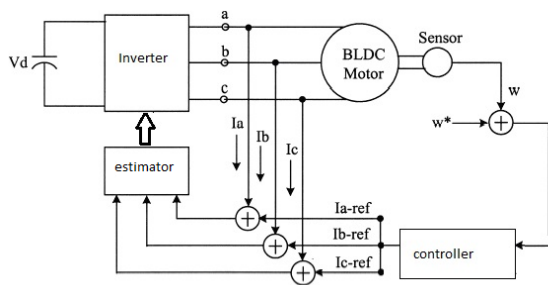 a
Sensor
Inverter
BLDC
Motor
Vd
b
c
w
Ia
Ib
Ic
w*
estimator
Ia-ref
Ib-ref
Ic-ref
controller